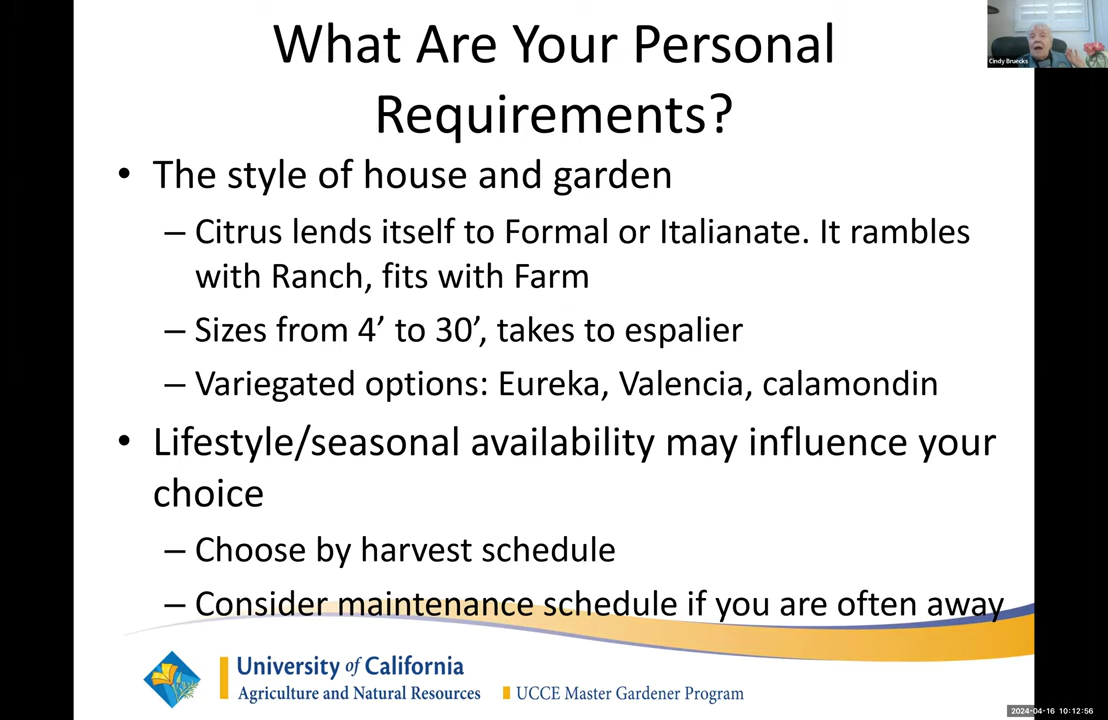 What Are Your Personal
Requirements?
• The style of house and garden
– Citrus lends itself to Formal or Italianate. It rambles
with Ranch, fits with Farm
– Sizes from 4’ to 30’, takes to espalier
– Variegated options: Eureka, Valencia, calamondin
• Lifestyle/seasonal availability may influence your
choice
– Choose by harvest schedule
– Consider maintenance schedule if you are often away
University of California
Agriculture and Natural Resources
UCCE Master Gardener Program
Cindy Bruecks
2024-04-16 10:12:56